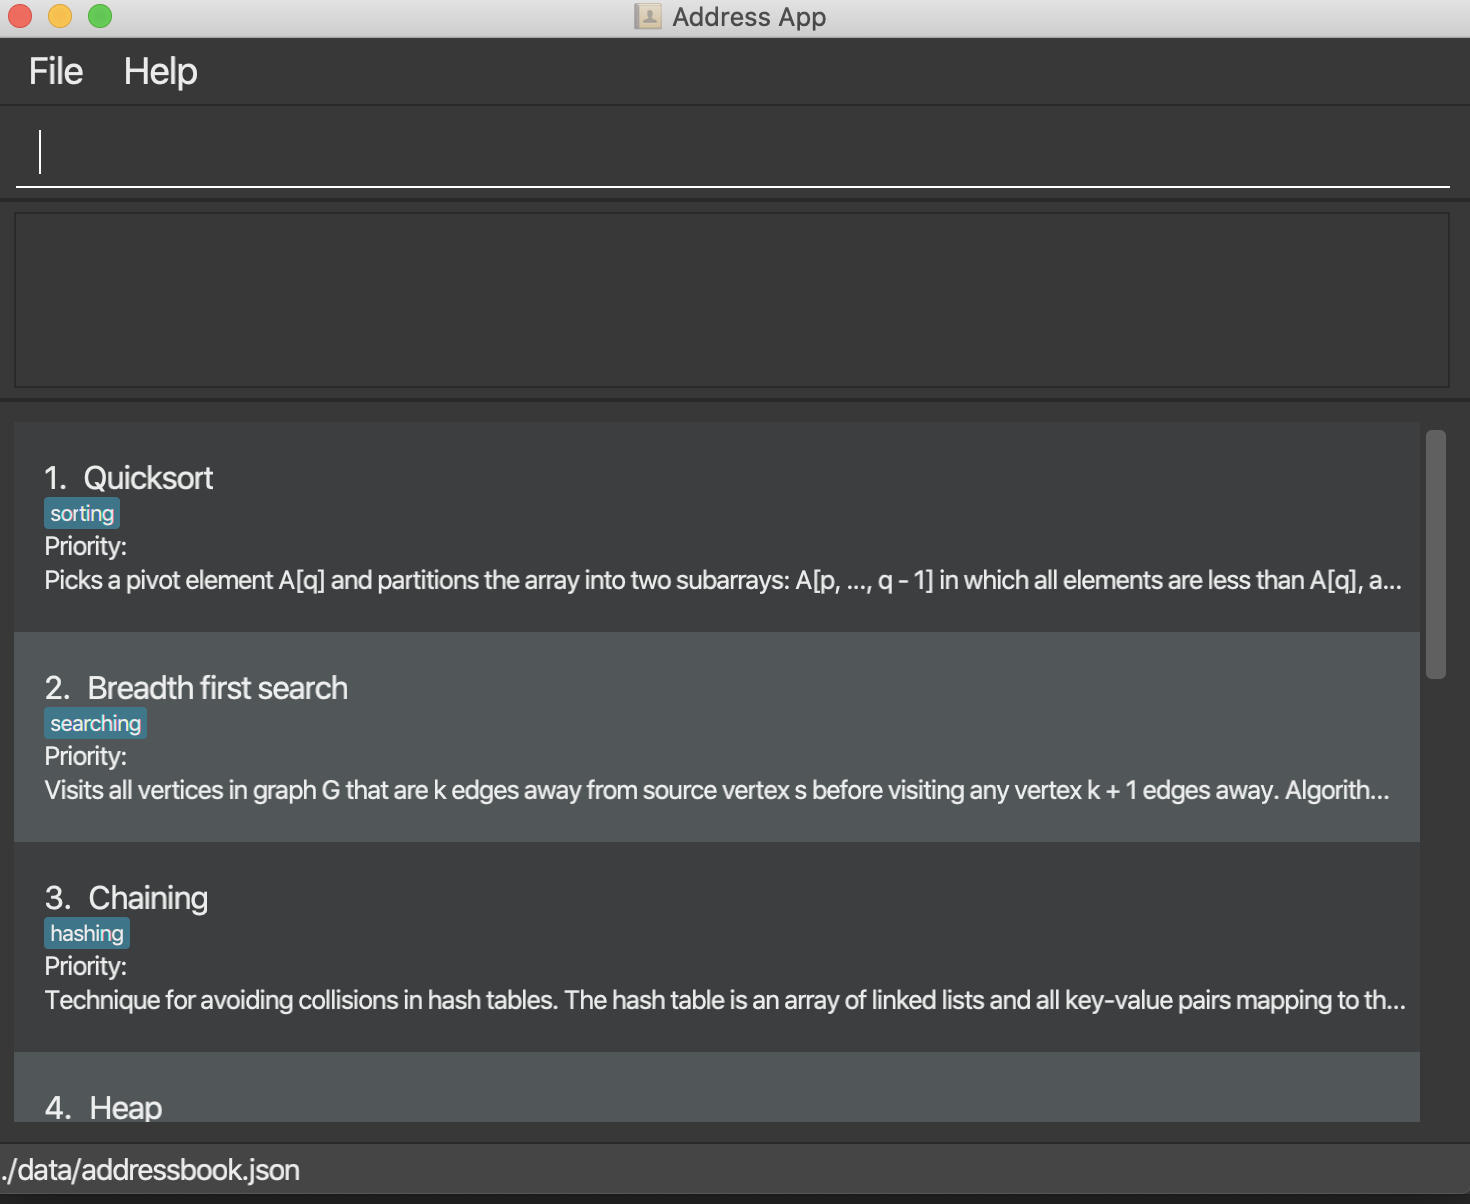 Address App
File Help
1. Quicksort
sorting
Priority:
Picks a pivot element A[q] and partitions the array into two subarrays: A[p, ..., q - 1] in which all elements are less than A[q], a...
2. Breadth first search
searching
Priority:
Visits all vertices in graph G that are k edges away from source vertex s before visiting any vertex k + 1 edges away. Algorith...
3. Chaining
hashing
Priority:
Technique for avoiding collisions in hash tables. The hash table is an array of linked lists and all key-value pairs mapping to th...
4. Heap
./data/addressbook.json